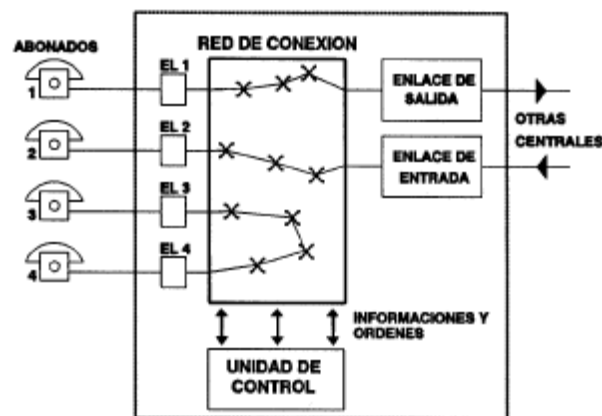 ABONADOS
RED DE CONEXION
EL 1
1
ENLACE DE
SALIDA
OTRAS
CENTRALES
EL 2
2
ENLACE DE
ENTRADA
EL 3
3
EL 4
4
INFORMACIONES Y
ORDENES
UNIDAD DE
CONTROL